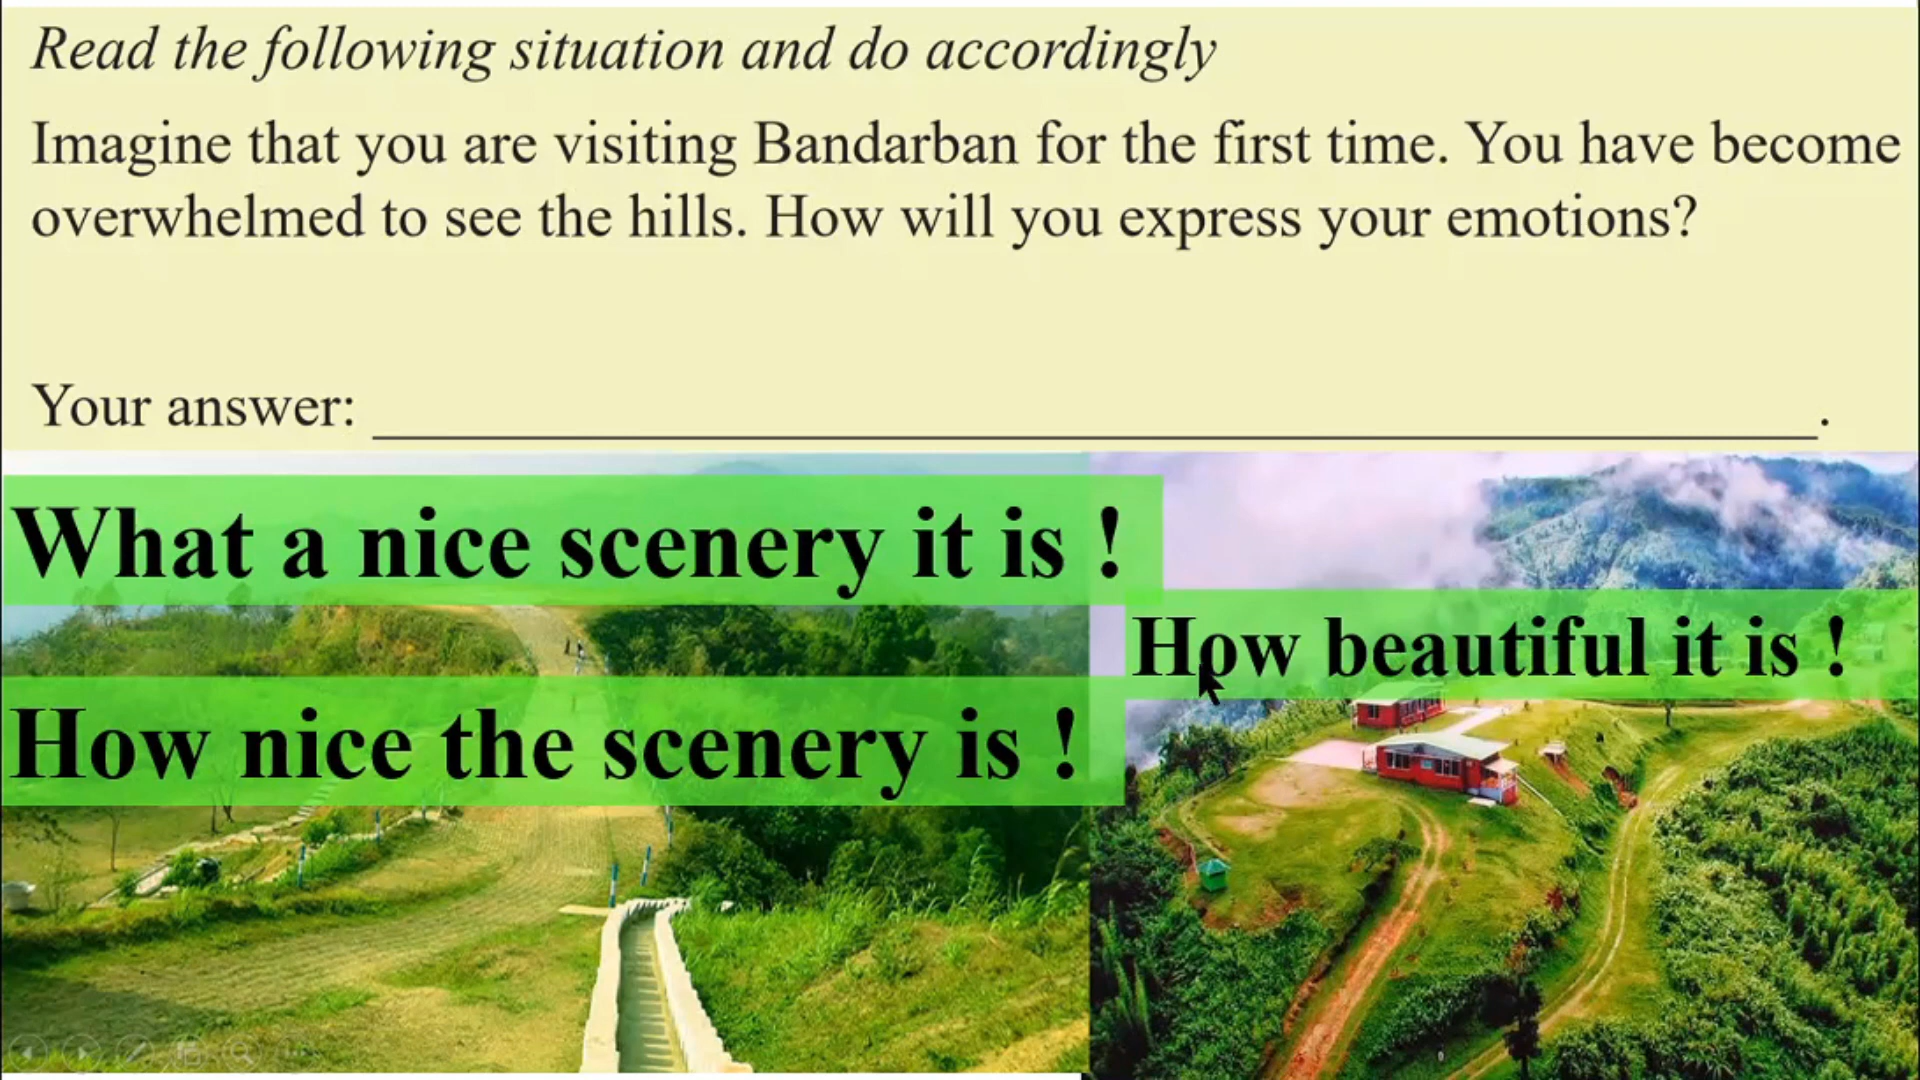 Read the following situation and do accordingly
Imagine that you are visiting Bandarban for the first time. You have become
overwhelmed to see the hills. How will you express your emotions?
Your answer: ______________________________.
What a nice scenery it is !
How beautiful it is !
How nice the scenery is !